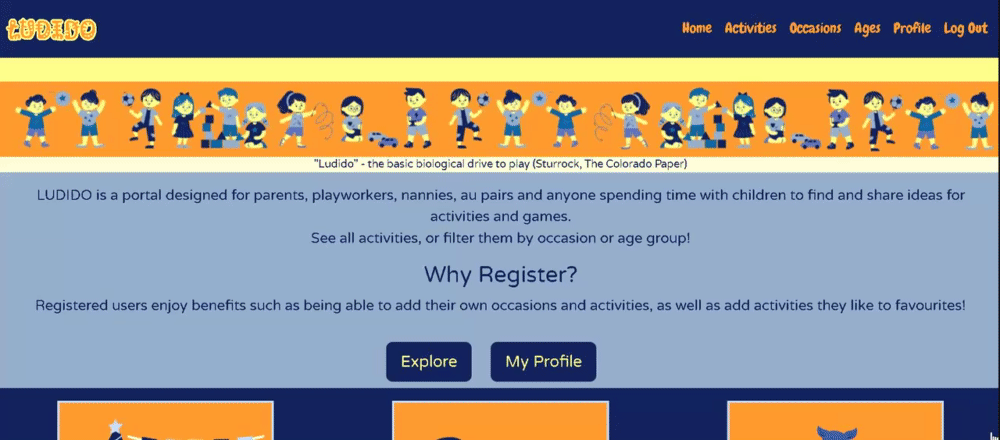 LUDIDO
Home Activities Occasions Ages Profile Log Out
"Ludido" - the basic biological drive to play (Sturrock, The Colorado Paper)
LUDIDO is a portal designed for parents, playworkers, nannies, au pairs and anyone spending time with children to find and share ideas for
activities and games.
See all activities, or filter them by occasion or age group!
Why Register?
Registered users enjoy benefits such as being able to add their own occasions and activities, as well as add activities they like to favourites!
Explore My Profile